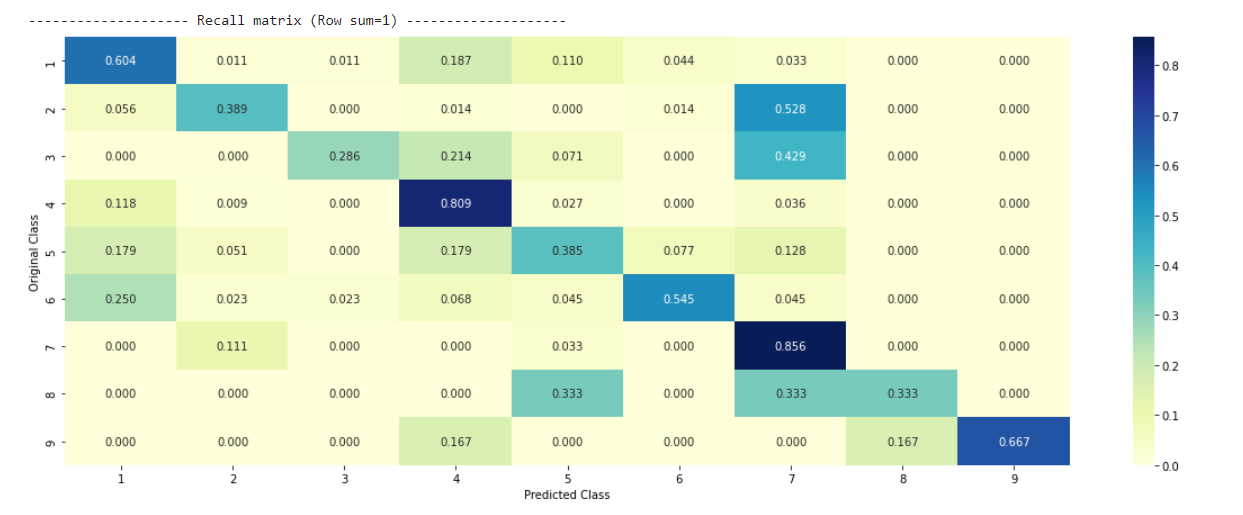 -------------------- Recall matrix (Row sum=1) --------------------
1 0.604 0.011 0.011 0.187 0.110 0.044 0.033 0.000 0.000
2 0.056 0.389 0.000 0.014 0.000 0.014 0.528 0.000 0.000
3 0.000 0.000 0.286 0.214 0.071 0.000 0.429 0.000 0.000
4 0.118 0.009 0.000 0.809 0.027 0.000 0.036 0.000 0.000
5 0.179 0.051 0.000 0.179 0.385 0.077 0.128 0.000 0.000
6 0.250 0.023 0.023 0.068 0.045 0.545 0.045 0.000 0.000
7 0.000 0.111 0.000 0.000 0.033 0.000 0.856 0.000 0.000
8 0.000 0.000 0.000 0.000 0.333 0.000 0.333 0.333 0.000
9 0.000 0.000 0.000 0.167 0.000 0.000 0.000 0.167 0.667
1 2 3 4 5 6 7 8 9
Predicted Class
Original Class
0.8
0.7
0.6
0.5
0.4
0.3
0.2
0.1
0.0